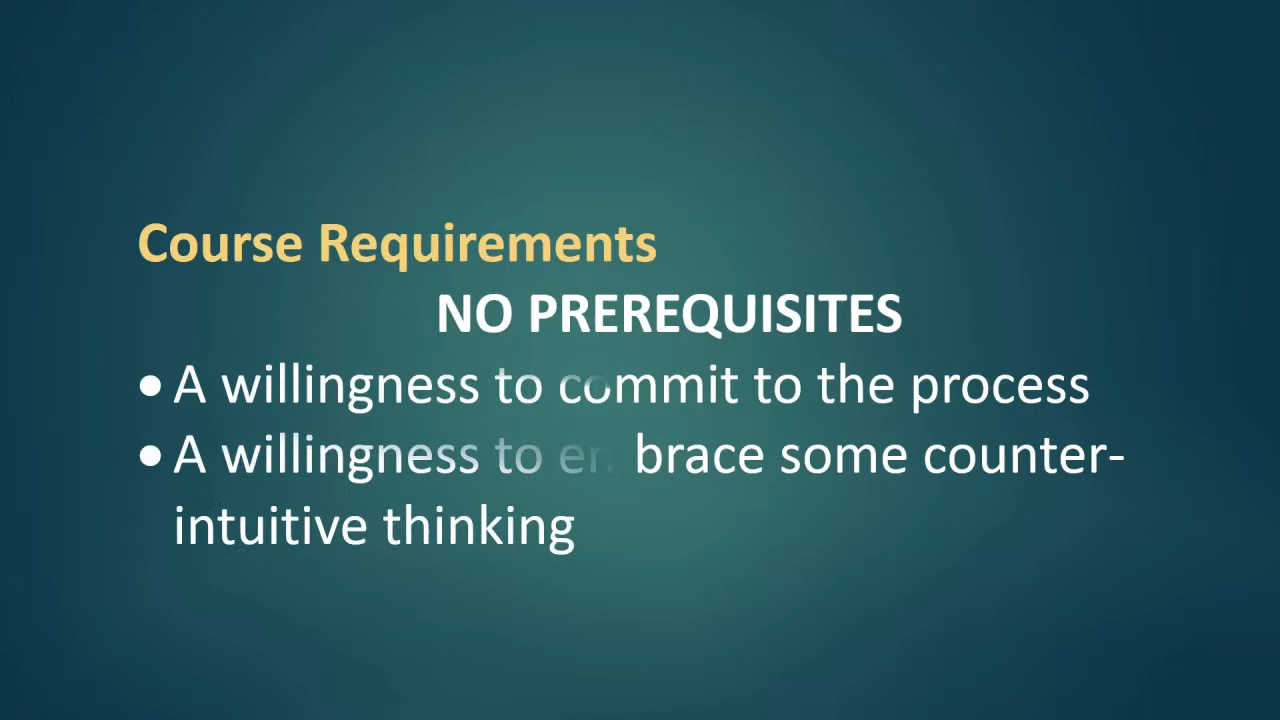 Course Requirements
NO PREREQUISITES
• A willingness to commit to the process
• A willingness to embrace some counter-
intuitive thinking